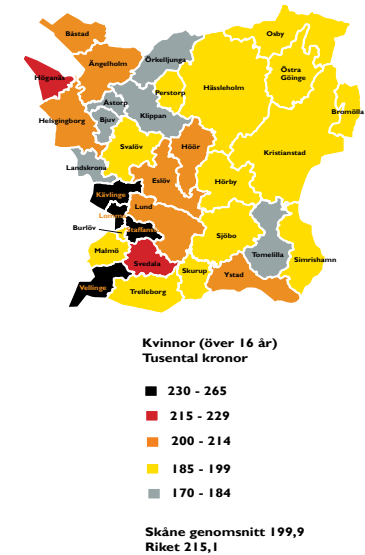 Båstad
Osby
Ängelholm
Örkelljunga
Östra
Göinge
Höganäs
Hässleholm
Perstorp
Åstorp
Bromölla
Klippan
Helsingborg
Bjuv
Svalöv
Höör
Kristianstad
Landskrona
Eslöv
Hörby
Kävlinge
Lund
Lomma
Burlöv
Staffans
Sjöbo
Malmö
Svedala
Tomelilla
Simrishamn
Skurup
Ystad
Vellinge
Trelleborg
Kvinnor (över 16 år)
Tusental kronor
230 - 265
215 - 229
200 - 214
185 - 199
170 - 184
Skåne genomsnitt 199,9
Riket 215,1